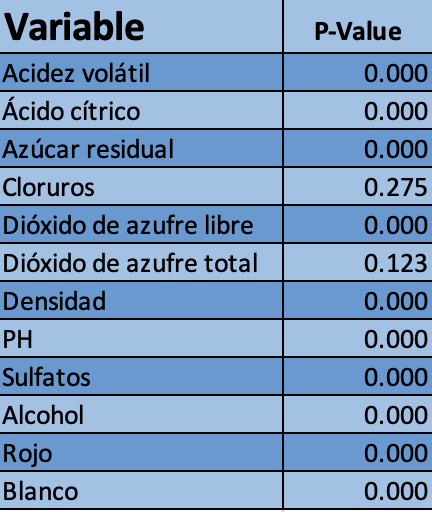 Variable P-Value
Acidez volátil 0.000
Ácido cítrico 0.000
Azúcar residual 0.000
Cloruros 0.275
Dióxido de azufre libre 0.000
Dióxido de azufre total 0.123
Densidad 0.000
PH 0.000
Sulfatos 0.000
Alcohol 0.000
Rojo 0.000
Blanco 0.000